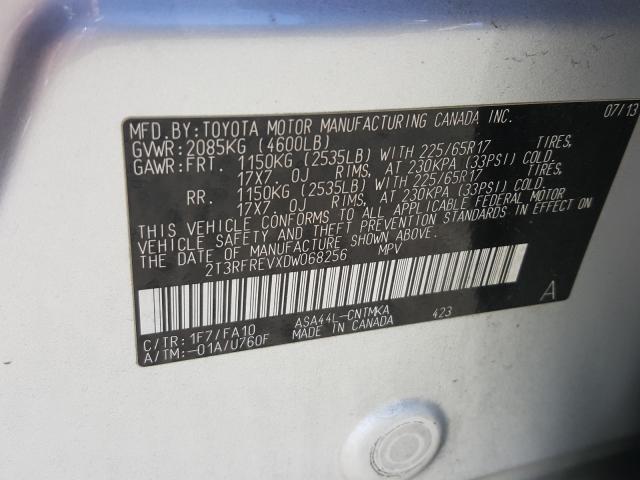 MFD.BY:TOYOTA MOTOR MANUFACTURING CANADA INC. 07/13
GVWR:2085KG (4600LB)
GAWR:FRT. 1150KG (2535LB) WITH 225/65R17 TIRES,
17X7. 0J RIMS, AT 230KPA (33PSI) COLD.
RR. 1150KG (2535LB) WITH 225/65R17 TIRES,
17X7. 0J RIMS, AT 230KPA (33PSI) COLD.
THIS VEHICLE CONFORMS TO ALL APPLICABLE FEDERAL MOTOR
VEHICLE SAFETY AND THEFT PREVENTION STANDARDS IN EFFECT ON
THE DATE OF MANUFACTURE SHOWN ABOVE.
2T3RFREVXDW068256 MPV
A
C/TR: 1F7/FA10 ASA44L-CNTMKA 423
A/TM:-01A/U760F MADE IN CANADA